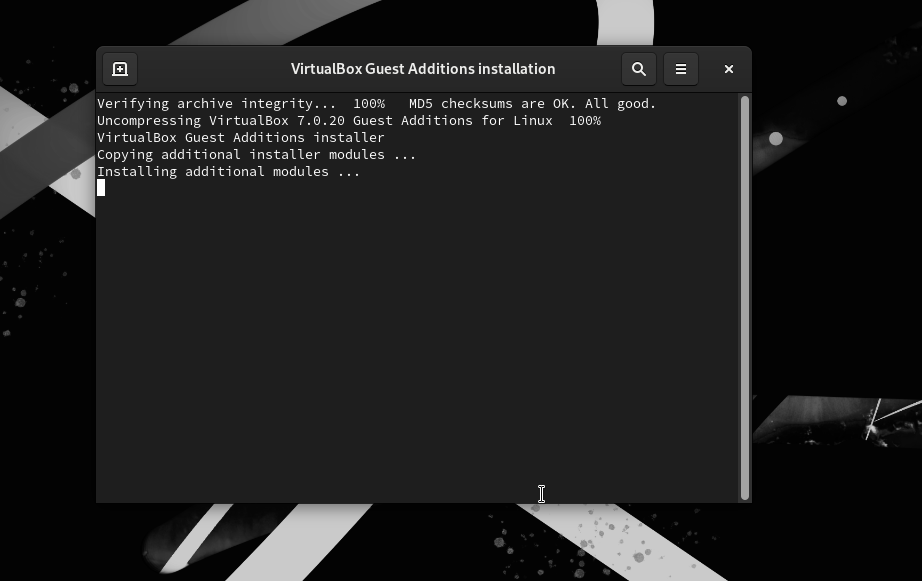 VirtualBox Guest Additions installation
Verifying archive integrity...  100%   MD5 checksums are OK. All good.
Uncompressing VirtualBox 7.0.20 Guest Additions for Linux  100%
VirtualBox Guest Additions installer
Copying additional installer modules ...
Installing additional modules ...